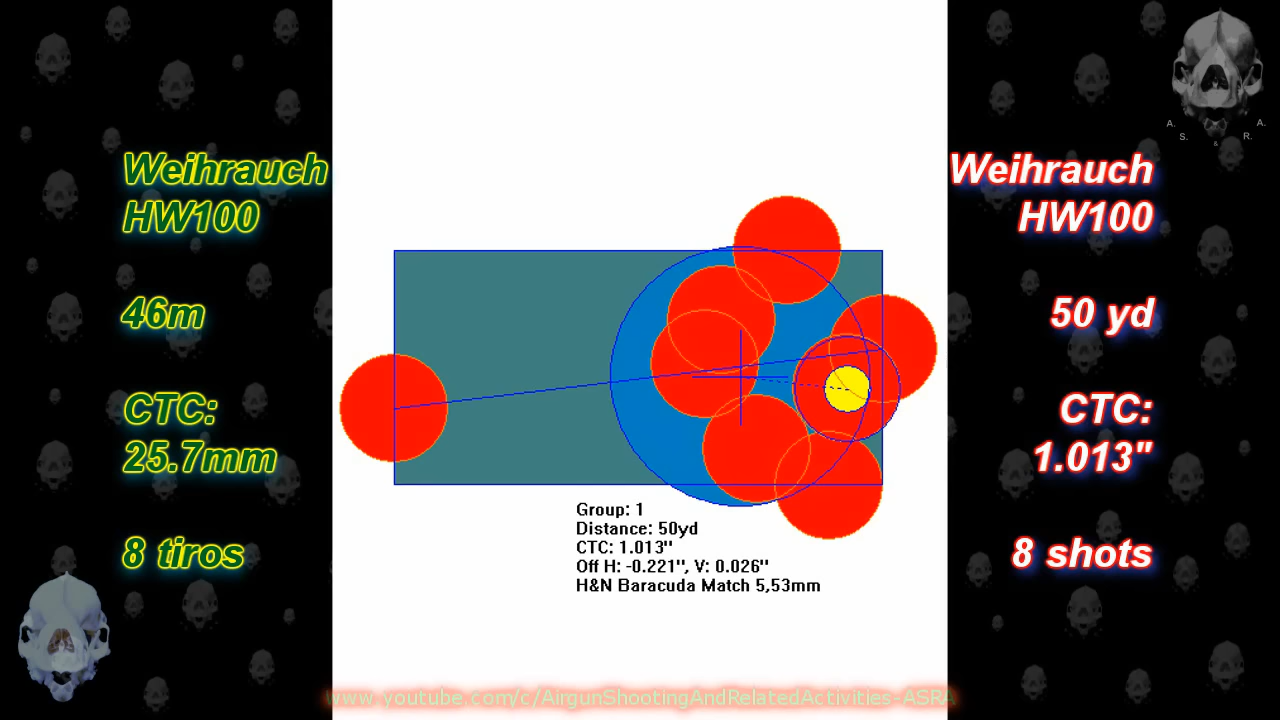 Weihrauch
HW100
46m
CTC:
25.7mm
8 tiros
A. A.
S. R.
&
Weihrauch
HW100
50 yd
CTC:
1.013"
8 shots
Group: 1
Distance: 50yd
CTC: 1.013"
Off H: -0.221", V: 0.026"
H&N Baracuda Match 5,53mm
www.youtube.com/c/AirgunShootingAndRelatedActivities-ASRA